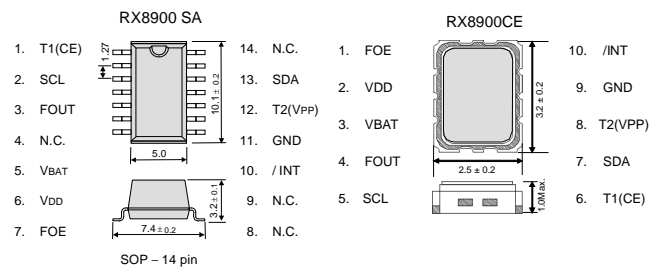 RX8900 SA
RX8900CE
1. T1(CE)
2. SCL
3. FOUT
4. N.C.
5. VBAT
6. VDD
7. FOE
1.27
10.1± 0.2
5.0
3.2± 0.1
7.4± 0.2
SOP – 14 pin
14. N.C.
13. SDA
12. T2(VPP)
11. GND
10. / INT
9. N.C.
8. N.C.
1. FOE
2. VDD
3. VBAT
4. FOUT
5. SCL
3.2 ± 0.2
2.5 ± 0.2
1.0Max.
10. /INT
9. GND
8. T2(VPP)
7. SDA
6. T1(CE)